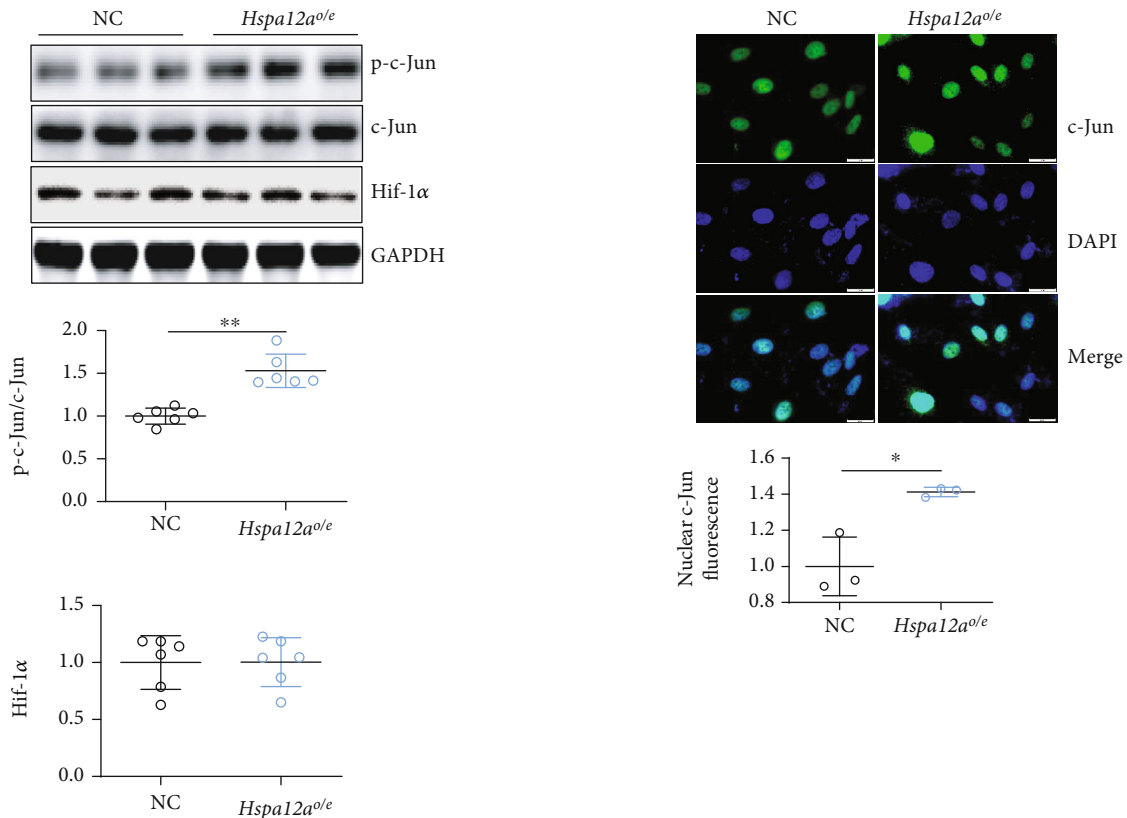 NC Hspa12a^o/e
p-c-Jun
c-Jun
Hif-1α
GAPDH
**
2.0
1.5
1.0
0.5
0.0
p-c-Jun/c-Jun
NC Hspa12a^o/e
1.5
1.0
0.5
0.0
Hif-1α
NC Hspa12a^o/e
NC Hspa12a^o/e
c-Jun
DAPI
Merge
*
1.6
1.4
1.2
1.0
0.8
Nuclear c-Jun
fluorescence
NC Hspa12a^o/e